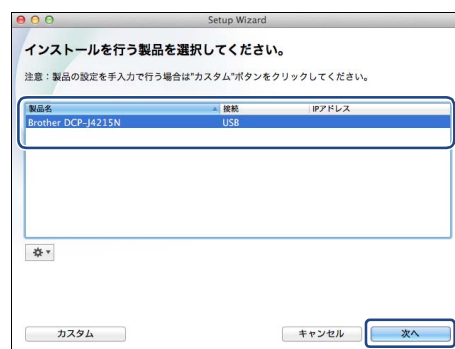 Setup Wizard
インストールを行う製品を選択してください。
注意：製品の設定を手入力で行う場合は"カスタム"ボタンをクリックしてください。
製品名 接続 IPアドレス
Brother DCP-J4215N USB
カスタム キャンセル 次へ